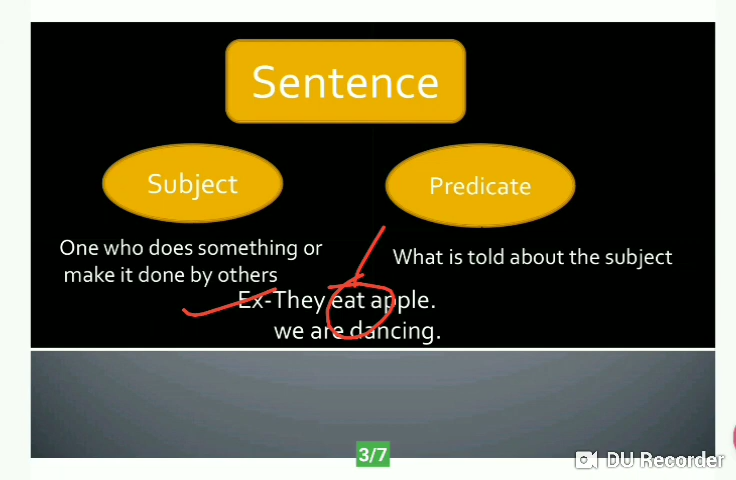 Sentence
Subject
Predicate
One who does something or
make it done by others
What is told about the subject
Ex-They eat apple.
we are dancing.
3/7
DU Recorder